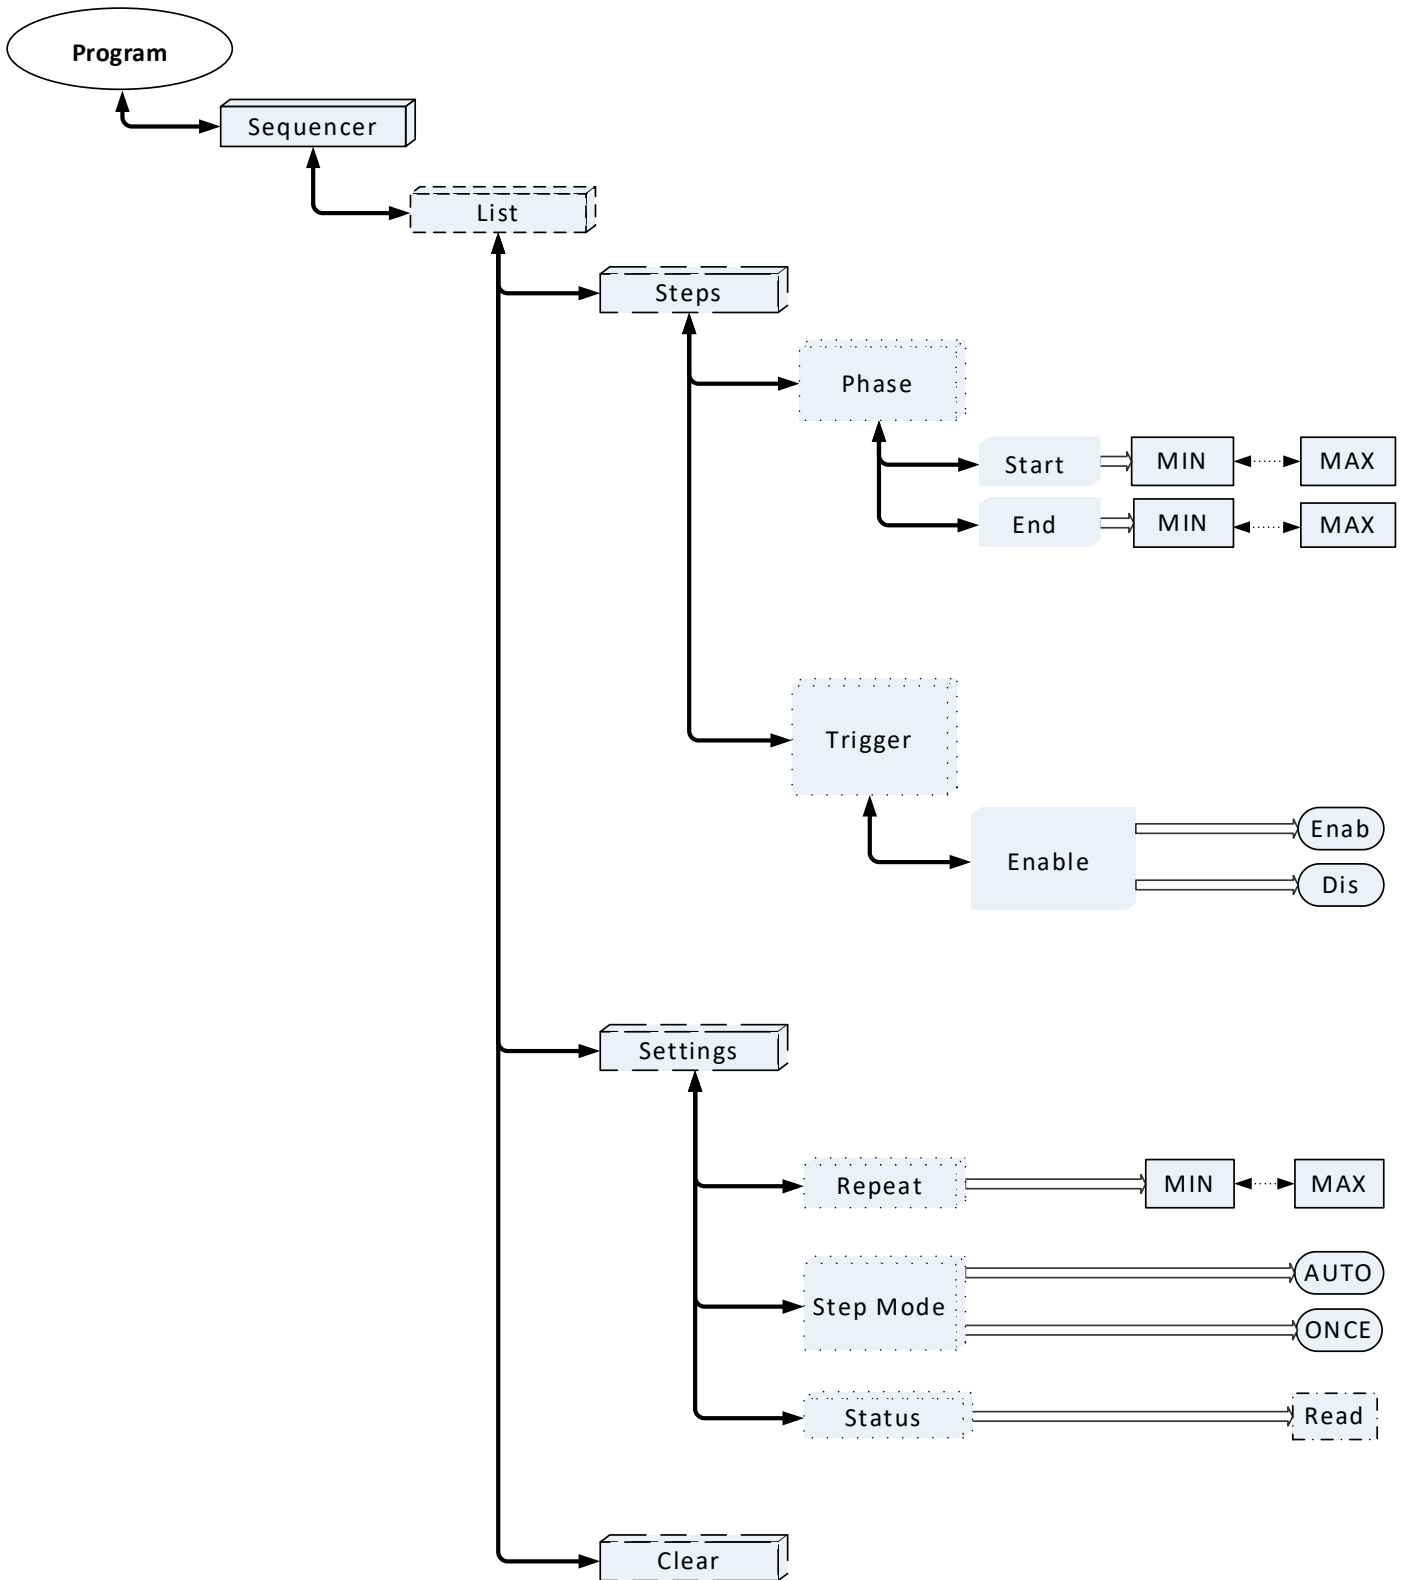 Program
Sequencer
List
Steps
Phase
Start MIN MAX
End MIN MAX
Trigger
Enable
Enab
Dis
Settings
Repeat MIN MAX
Step Mode
AUTO
ONCE
Status Read
Clear